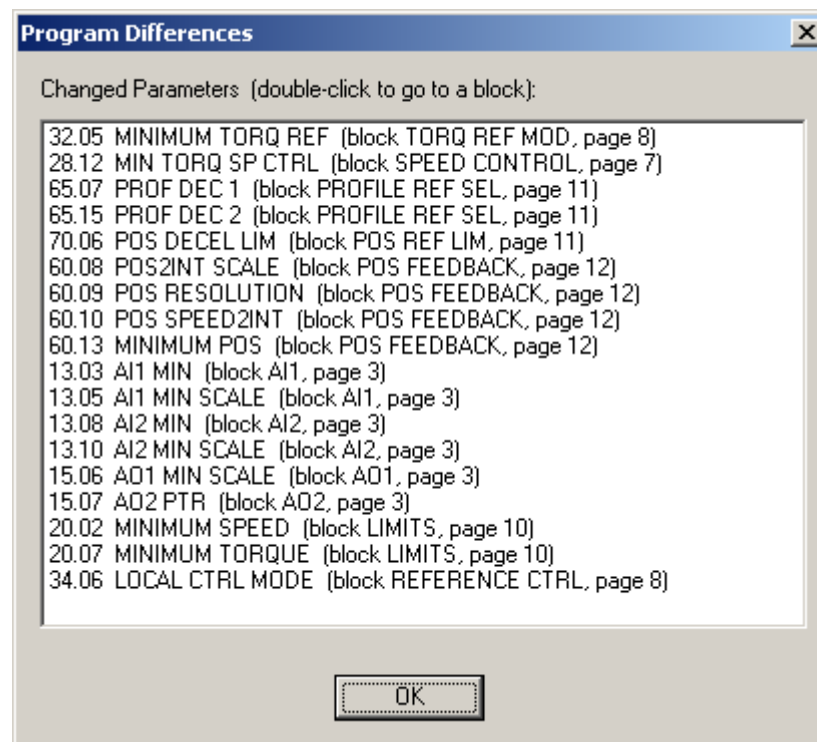 Program Differences
Changed Parameters (double-click to go to a block):
32.05 MINIMUM TORQ REF (block TORQ REF MOD, page 8)
28.12 MIN TORQ SP CTRL (block SPEED CONTROL, page 7)
65.07 PROF DEC 1 (block PROFILE REF SEL, page 11)
65.15 PROF DEC 2 (block PROFILE REF SEL, page 11)
70.06 POS DECEL LIM (block POS REF LIM, page 11)
60.08 POS2INT SCALE (block POS FEEDBACK, page 12)
60.09 POS RESOLUTION (block POS FEEDBACK, page 12)
60.10 POS SPEED2INT (block POS FEEDBACK, page 12)
60.13 MINIMUM POS (block POS FEEDBACK, page 12)
13.03 AI1 MIN (block AI1, page 3)
13.05 AI1 MIN SCALE (block AI1, page 3)
13.08 AI2 MIN (block AI2, page 3)
13.10 AI2 MIN SCALE (block AI2, page 3)
15.06 AO1 MIN SCALE (block AO1, page 3)
15.07 AO2 PTR (block AO2, page 3)
20.02 MINIMUM SPEED (block LIMITS, page 10)
20.07 MINIMUM TORQUE (block LIMITS, page 10)
34.06 LOCAL CTRL MODE (block REFERENCE CTRL, page 8)
OK